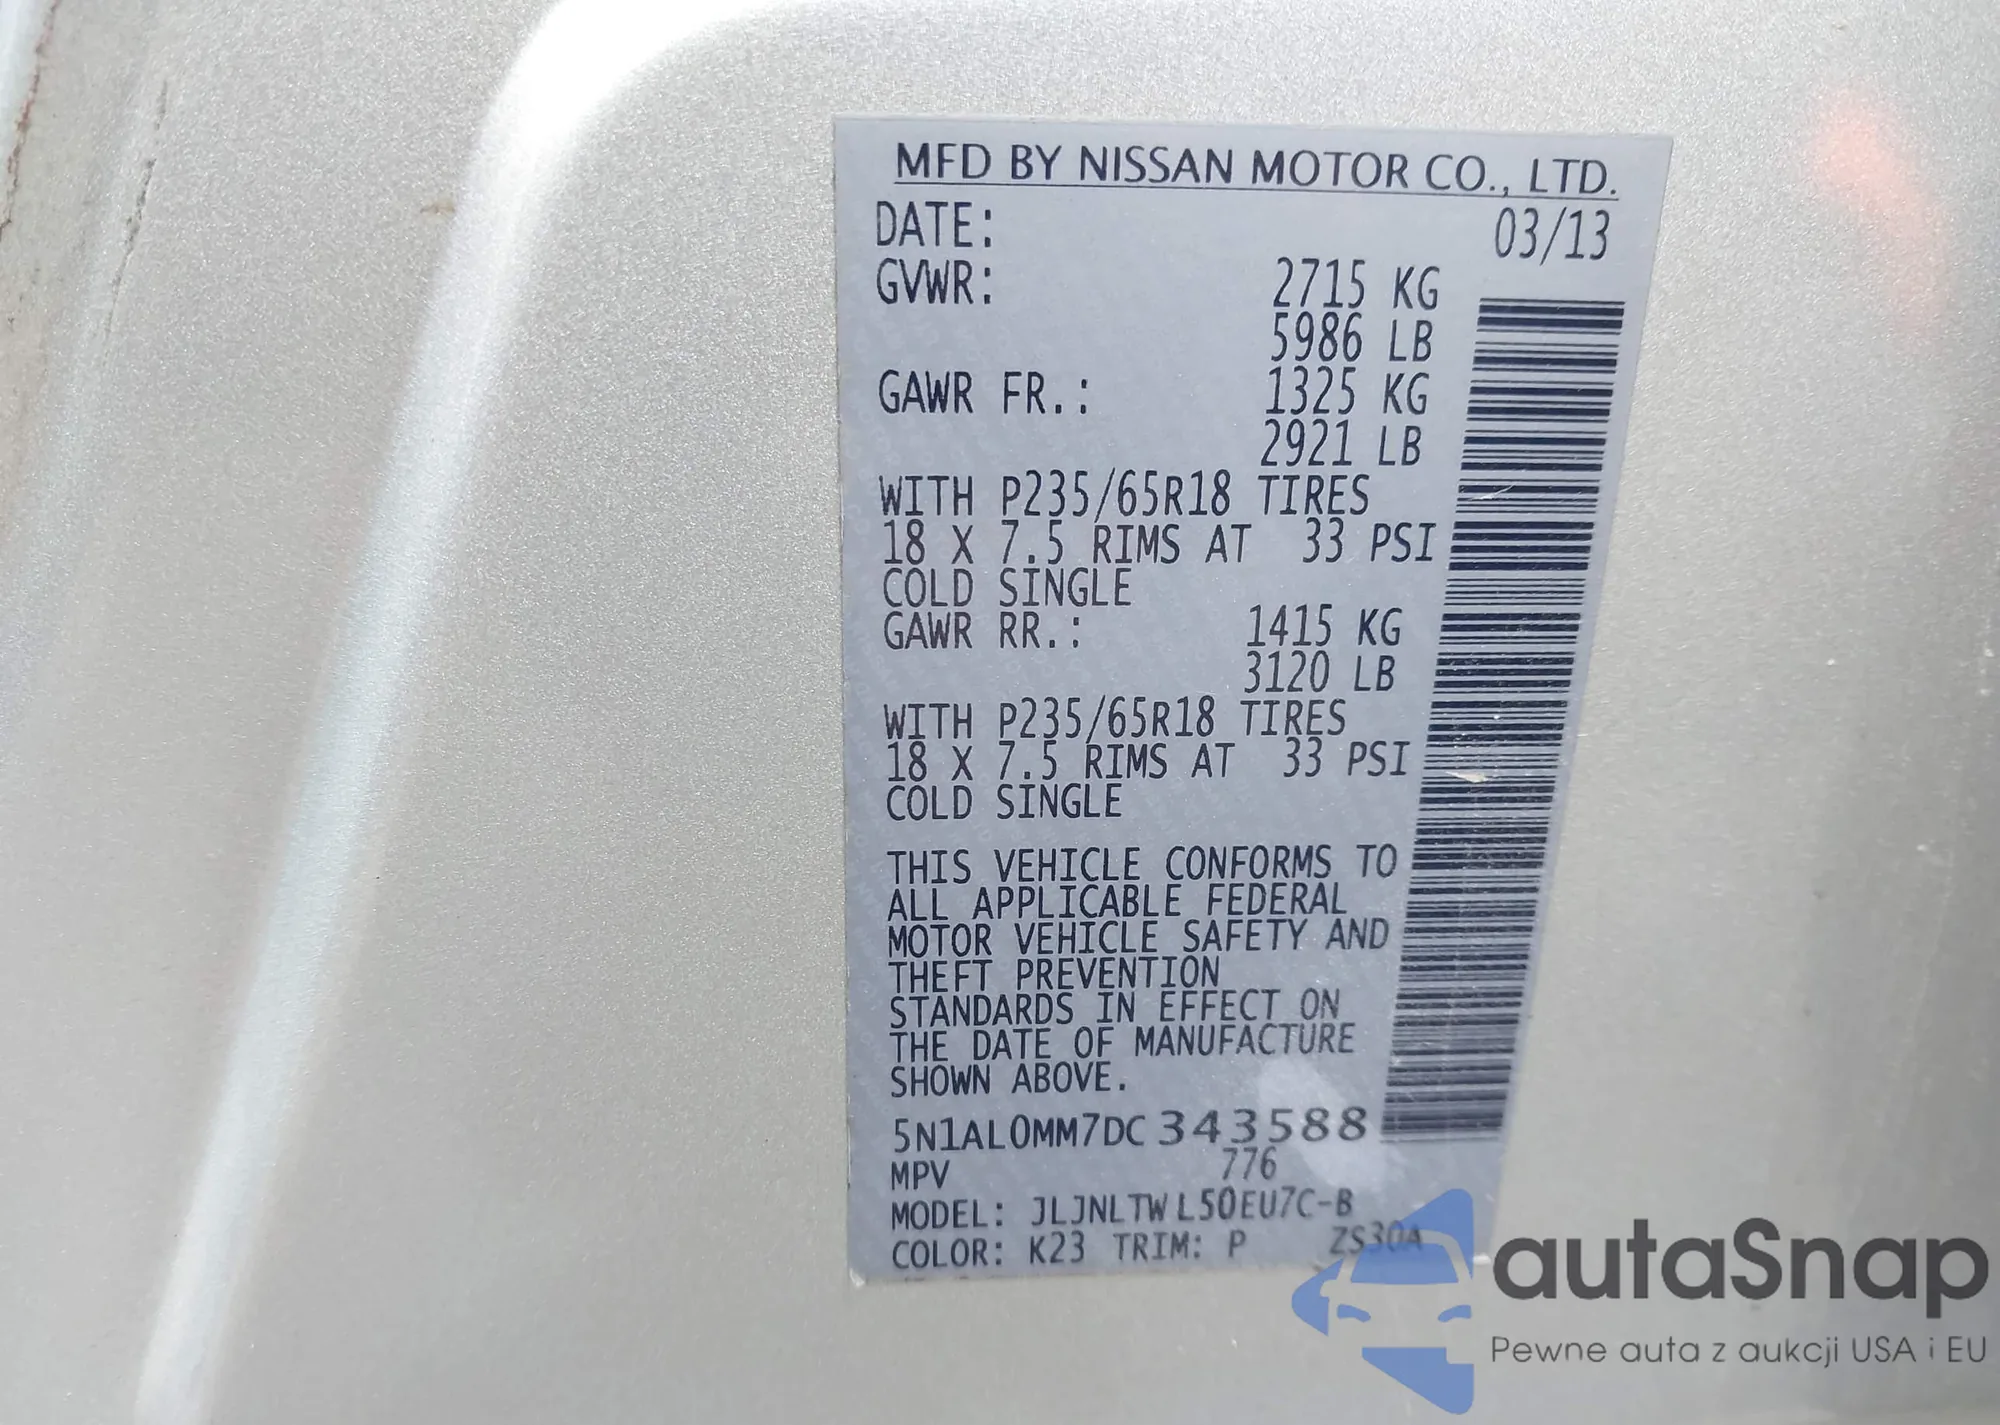 MFD BY NISSAN MOTOR CO., LTD.
DATE: 03/13
GVWR: 2715 KG
5986 LB
GAWR FR.: 1325 KG
2921 LB
WITH P235/65R18 TIRES
18 X 7.5 RIMS AT 33 PSI
COLD SINGLE
GAWR RR.: 1415 KG
3120 LB
WITH P235/65R18 TIRES
18 X 7.5 RIMS AT 33 PSI
COLD SINGLE
THIS VEHICLE CONFORMS TO
ALL APPLICABLE FEDERAL
MOTOR VEHICLE SAFETY AND
THEFT PREVENTION
STANDARDS IN EFFECT ON
THE DATE OF MANUFACTURE
SHOWN ABOVE.
5N1AL0MM7DC343588
MPV 776
MODEL: JLJNLTWL50EU7C-B
COLOR: K23 TRIM: P ZS30A
autaSnap
Pewne auta z aukcji USA i EU